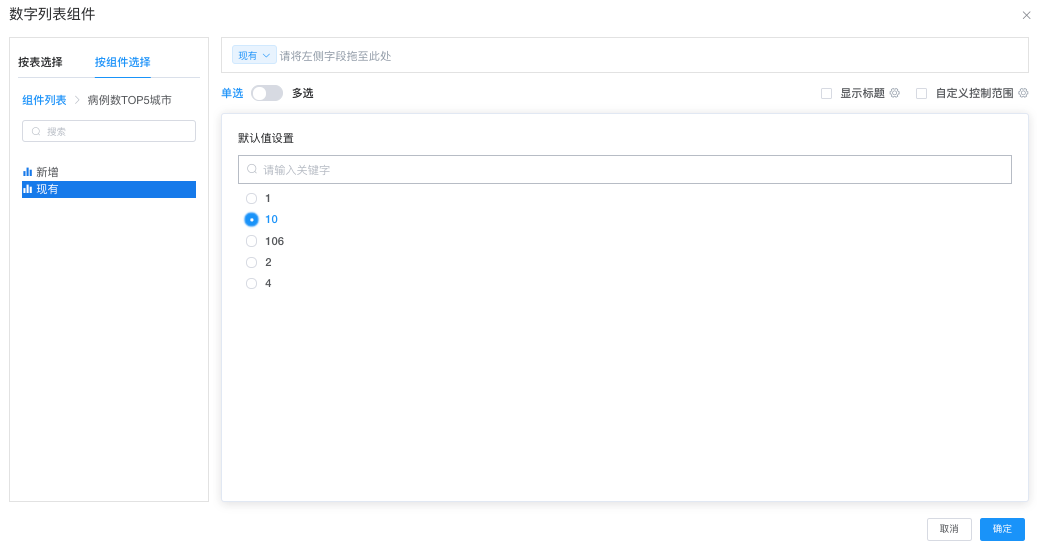 数字列表组件
按表选择 按组件选择
组件列表 病例数TOP5城市
搜索
新增
现有
现有 请将左侧字段拖至此处
单选 多选 显示标题 自定义控制范围
默认值设置
请输入关键字
1
10
106
2
4
取消 确定